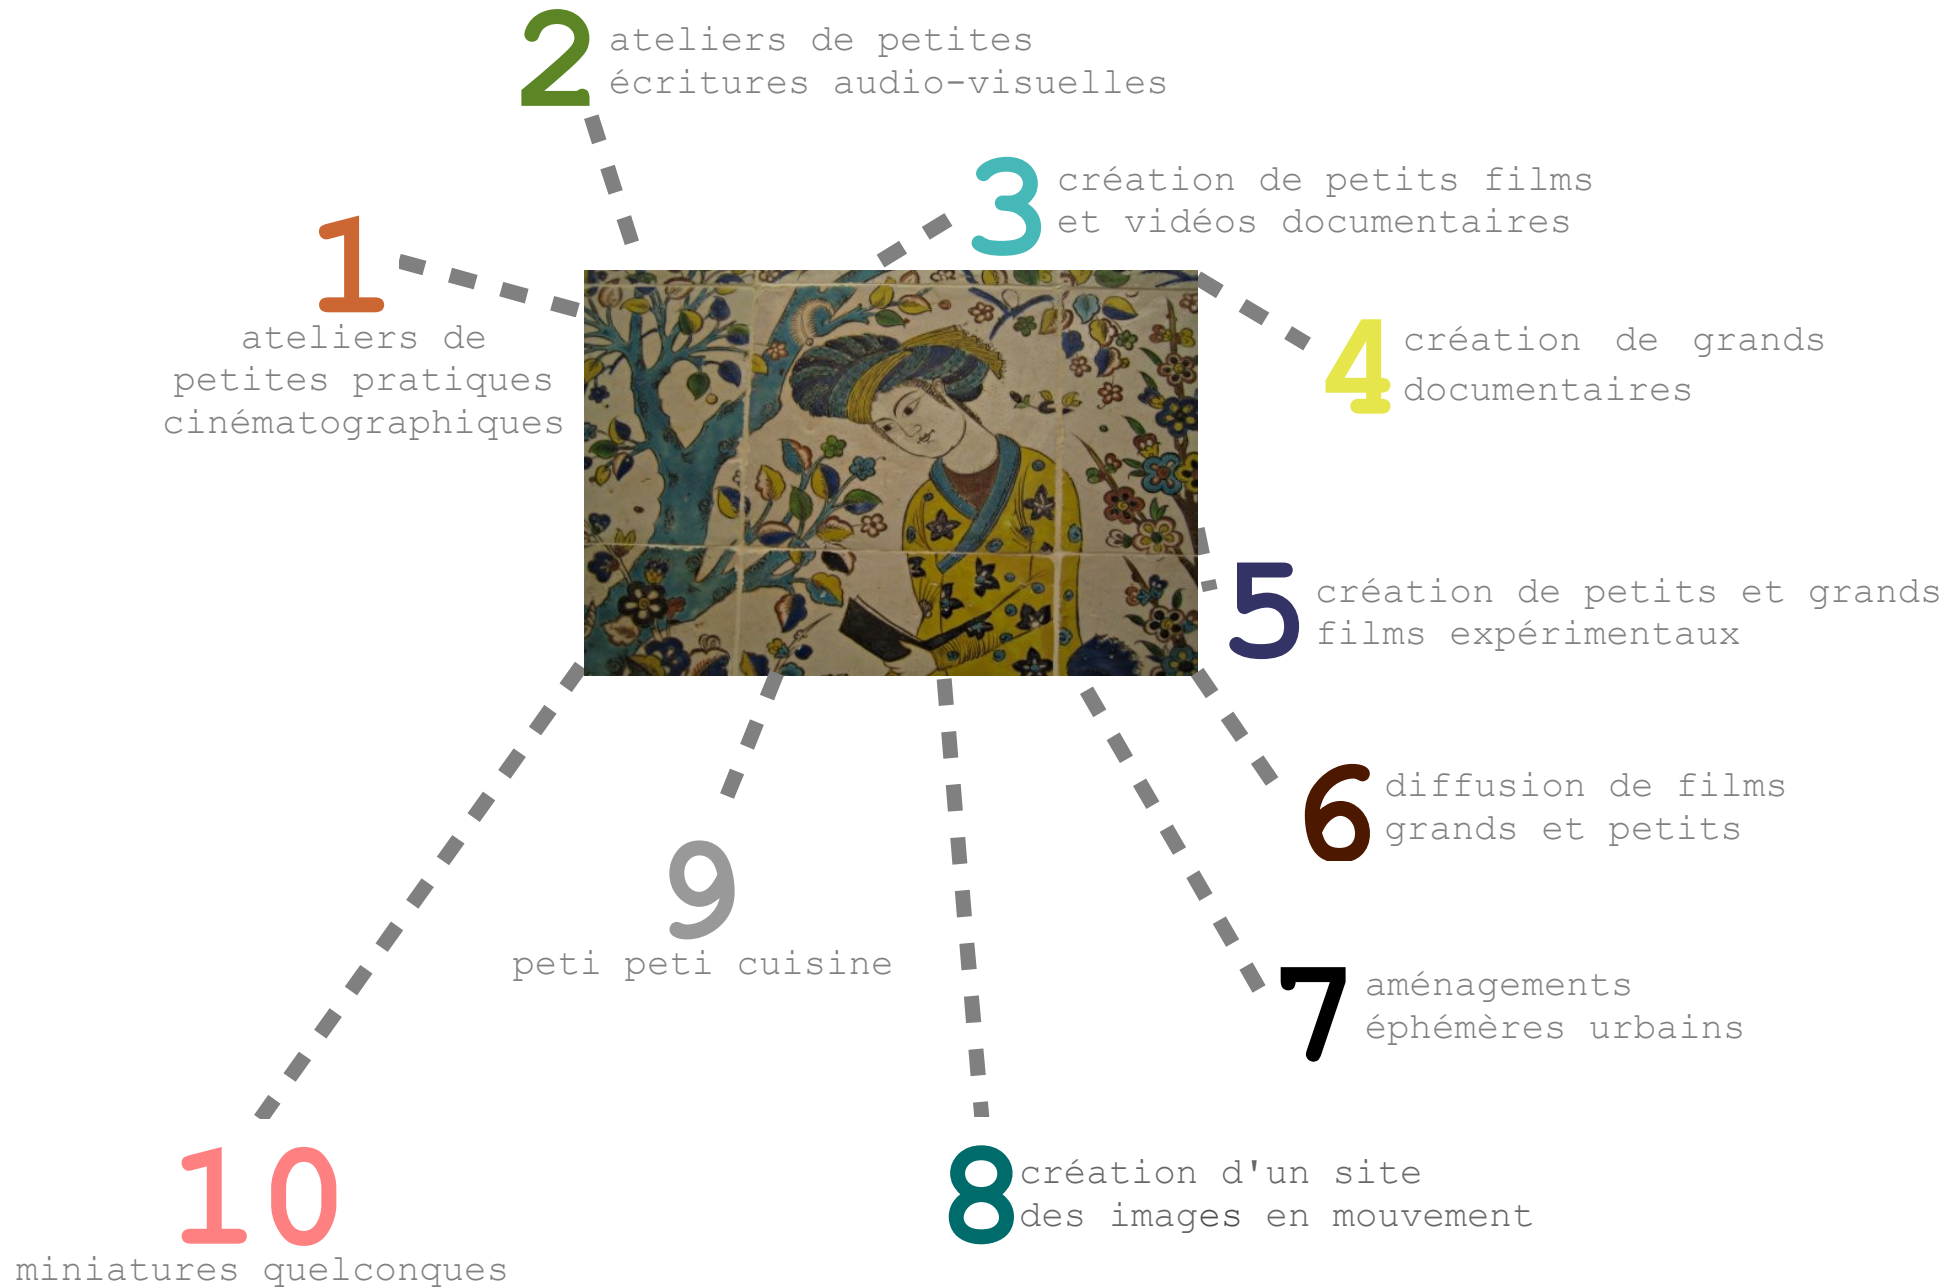 1
ateliers de
petites pratiques
cinématographiques
2
ateliers de petites
écritures audio-visuelles
3
création de petits films
et vidéos documentaires
4
création de grands
documentaires
5
création de petits et grands
films expérimentaux
6
diffusion de films
grands et petits
7
aménagements
éphémères urbains
8
création d'un site
des images en mouvement
9
peti peti cuisine
10
miniatures quelconques